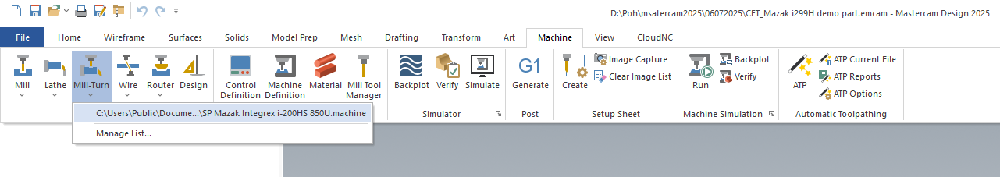 D:\Poh\msatercam2025\06072025\CET_Mazak i299H demo part.emcam - Mastercam Design 2025
File Home Wireframe Surfaces Solids Model Prep Mesh Drafting Transform Art Machine View CloudNC
Mill Lathe Mill-Turn Wire Router Design
Control Definition
Machine Definition
Material
Mill Tool Manager
Backplot Verify Simulate
Simulator
G1
Generate
Post
Create
Image Capture
Clear Image List
Setup Sheet
Run
Backplot
Verify
Machine Simulation
ATP
ATP Current File
ATP Reports
ATP Options
Automatic Toolpathing
C:\Users\Public\Docume...\SP Mazak Integrex i-200HS 850U.machine
Manage List...